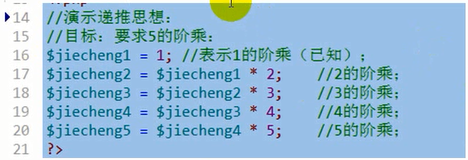 14 //演示递推思想:
15 //目标:要求5的阶乘:
16 $jiecheng1 = 1; //表示1的阶乘（已知）;
17 $jiecheng2 = $jiecheng1 * 2; //2的阶乘;
18 $jiecheng3 = $jiecheng2 * 3; //3的阶乘;
19 $jiecheng4 = $jiecheng3 * 4; //4的阶乘;
20 $jiecheng5 = $jiecheng4 * 5; //5的阶乘;
21 ?>